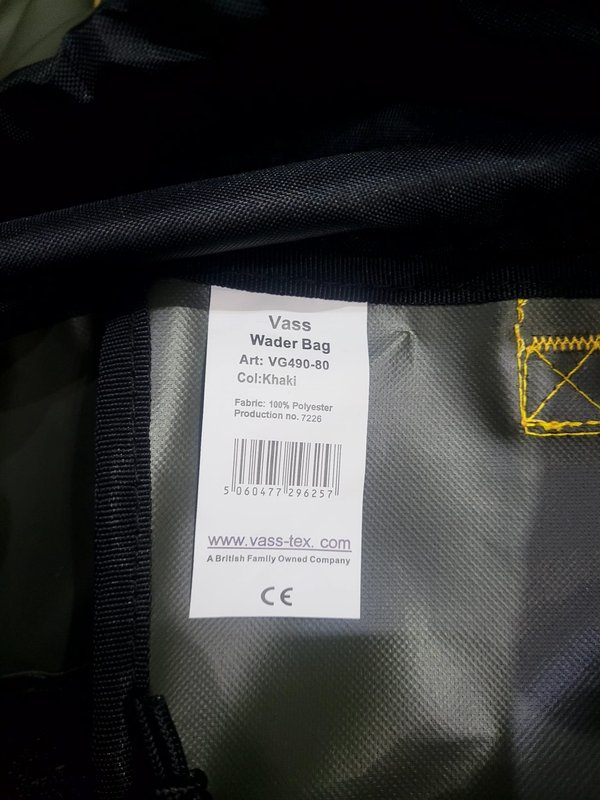 Vass
Wader Bag
Art: VG490-80
Col:Khaki
Fabric: 100% Polyester
Production no. 7226
5 060477 296257
www.vass-tex. com
A British Family Owned Company
CE